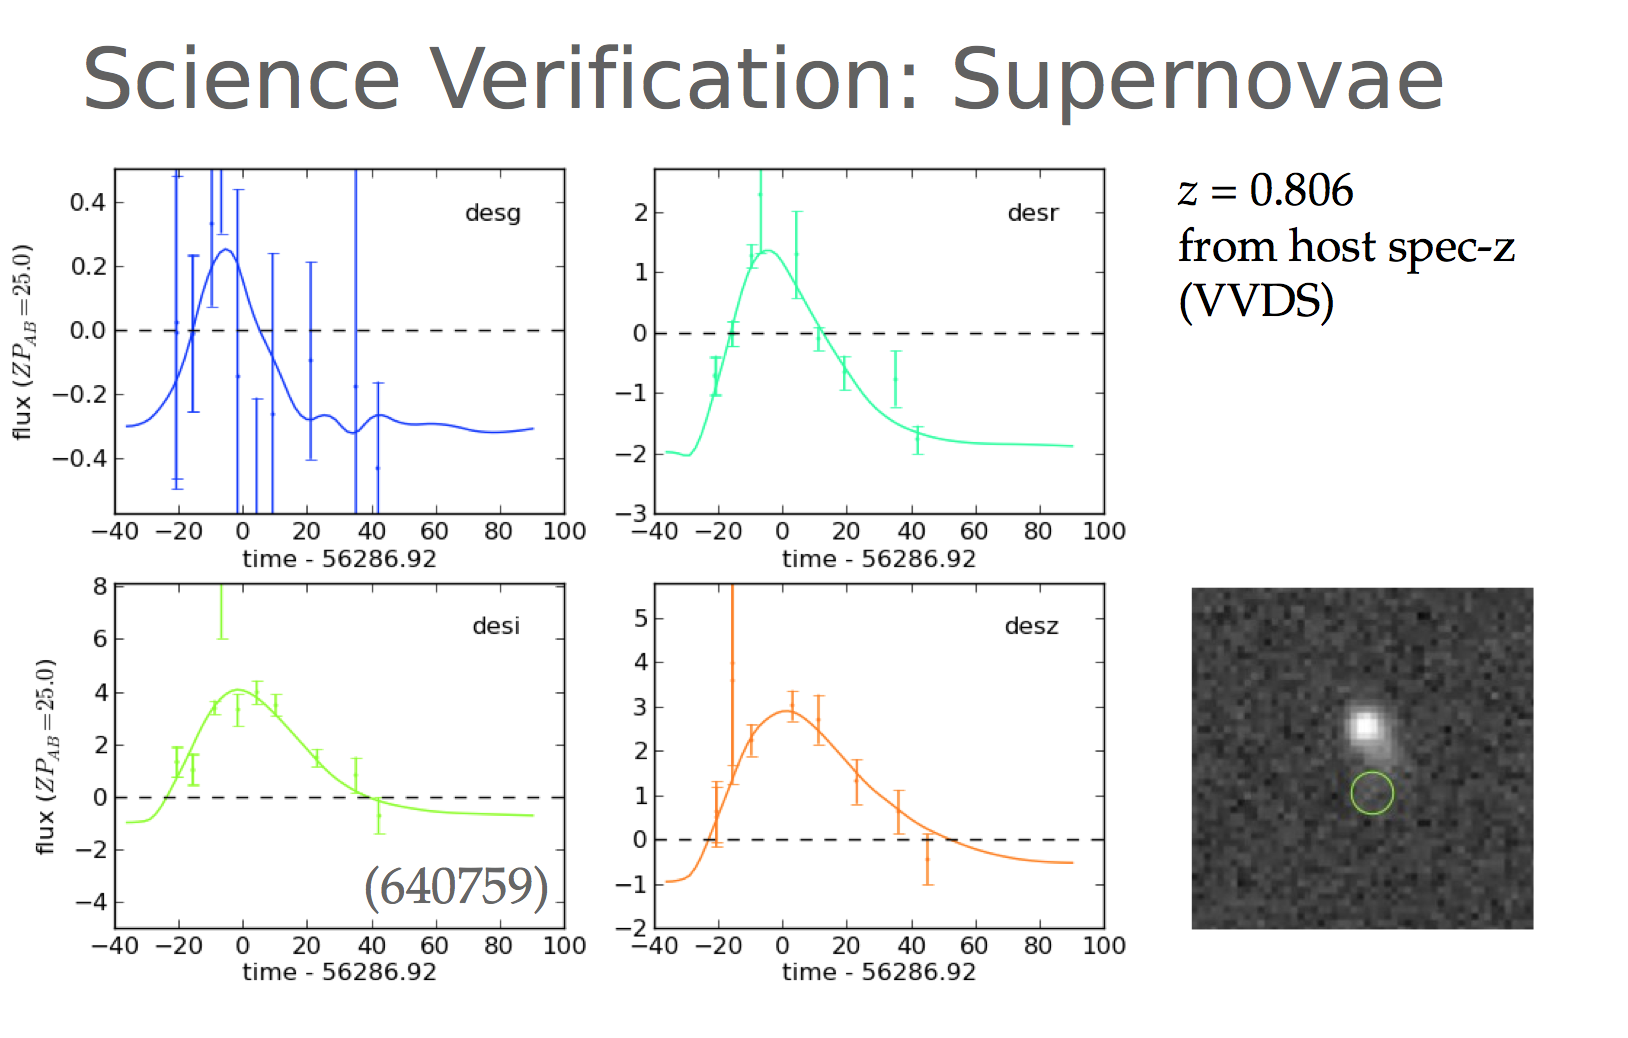 Science Verification: Supernovae
desg
0.4
0.2
0.0
−0.2
−0.4
flux (ZP_AB=25.0)
−40 −20 0 20 40 60 80 100
time - 56286.92
desr
2
1
0
−1
−2
−3
−40 −20 0 20 40 60 80 100
time - 56286.92
z = 0.806
from host spec-z
(VVDS)
desi
8
6
4
2
0
−2
−4
flux (ZP_AB=25.0)
(640759)
−40 −20 0 20 40 60 80 100
time - 56286.92
desz
5
4
3
2
1
0
−1
−2
−40 −20 0 20 40 60 80 100
time - 56286.92